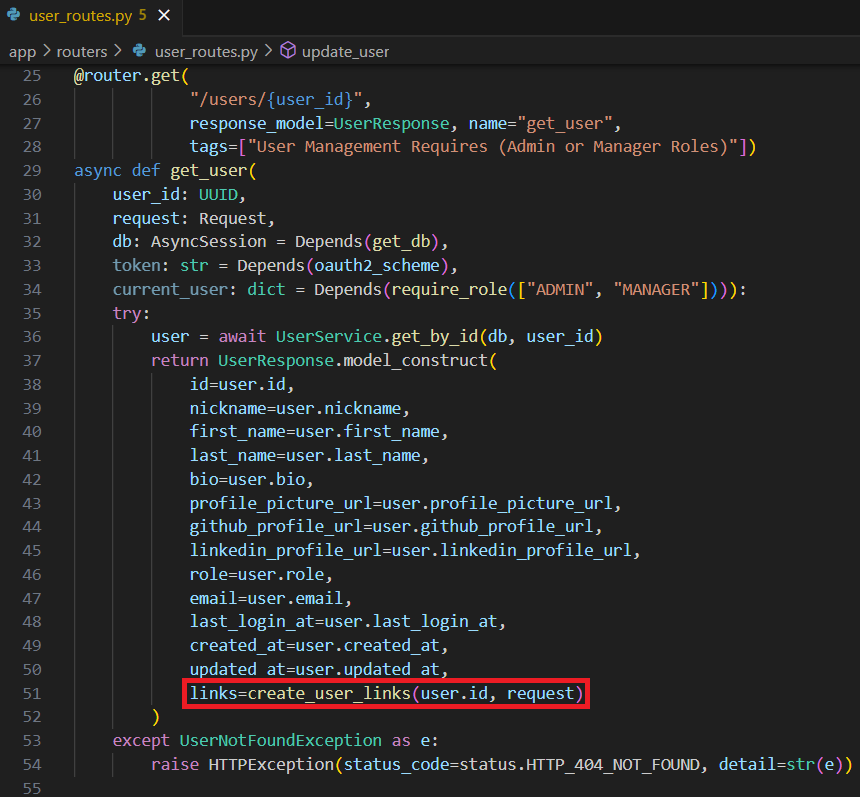 user_routes.py 5
app > routers > user_routes.py > update_user
25 @router.get(
26 "/users/{user_id}",
27 response_model=UserResponse, name="get_user",
28 tags=["User Management Requires (Admin or Manager Roles)"])
29 async def get_user(
30 user_id: UUID,
31 request: Request,
32 db: AsyncSession = Depends(get_db),
33 token: str = Depends(oauth2_scheme),
34 current_user: dict = Depends(require_role(["ADMIN", "MANAGER"]))):
35 try:
36 user = await UserService.get_by_id(db, user_id)
37 return UserResponse.model_construct(
38 id=user.id,
39 nickname=user.nickname,
40 first_name=user.first_name,
41 last_name=user.last_name,
42 bio=user.bio,
43 profile_picture_url=user.profile_picture_url,
44 github_profile_url=user.github_profile_url,
45 linkedin_profile_url=user.linkedin_profile_url,
46 role=user.role,
47 email=user.email,
48 last_login_at=user.last_login_at,
49 created_at=user.created_at,
50 updated_at=user.updated_at,
51 links=create_user_links(user.id, request)
52 )
53 except UserNotFoundException as e:
54 raise HTTPException(status_code=status.HTTP_404_NOT_FOUND, detail=str(e))
55